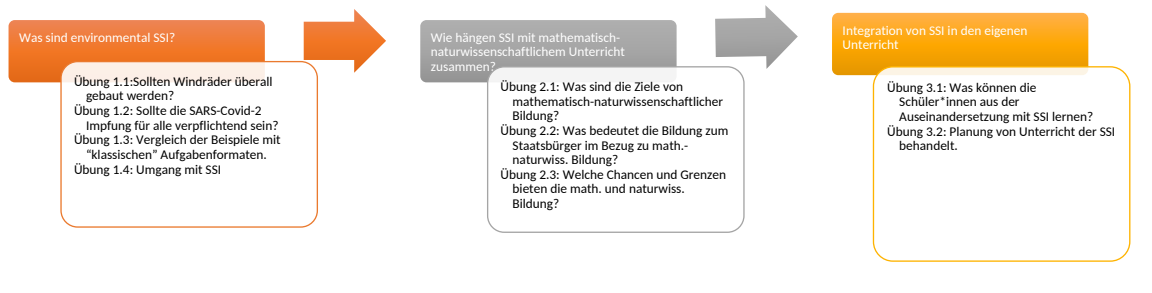 Was sind environmental SSI?
Übung 1.1:Sollten Windräder überall
gebaut werden?
Übung 1.2: Sollte die SARS-Covid-2
Impfung für alle verpflichtend sein?
Übung 1.3: Vergleich der Beispiele mit
“klassischen” Aufgabenformaten.
Übung 1.4: Umgang mit SSI
Wie hängen SSI mit mathematisch-
naturwissenschaftlichem Unterricht
zusammen?
Übung 2.1: Was sind die Ziele von
mathematisch-naturwissenschaftlicher
Bildung?
Übung 2.2: Was bedeutet die Bildung zum
Staatsbürger im Bezug zu math.-
naturwiss. Bildung?
Übung 2.3: Welche Chancen und Grenzen
bieten die math. und naturwiss.
Bildung?
Integration von SSI in den eigenen
Unterricht
Übung 3.1: Was können die
Schüler*innen aus der
Auseinandersetzung mit SSI lernen?
Übung 3.2: Planung von Unterricht der SSI
behandelt.